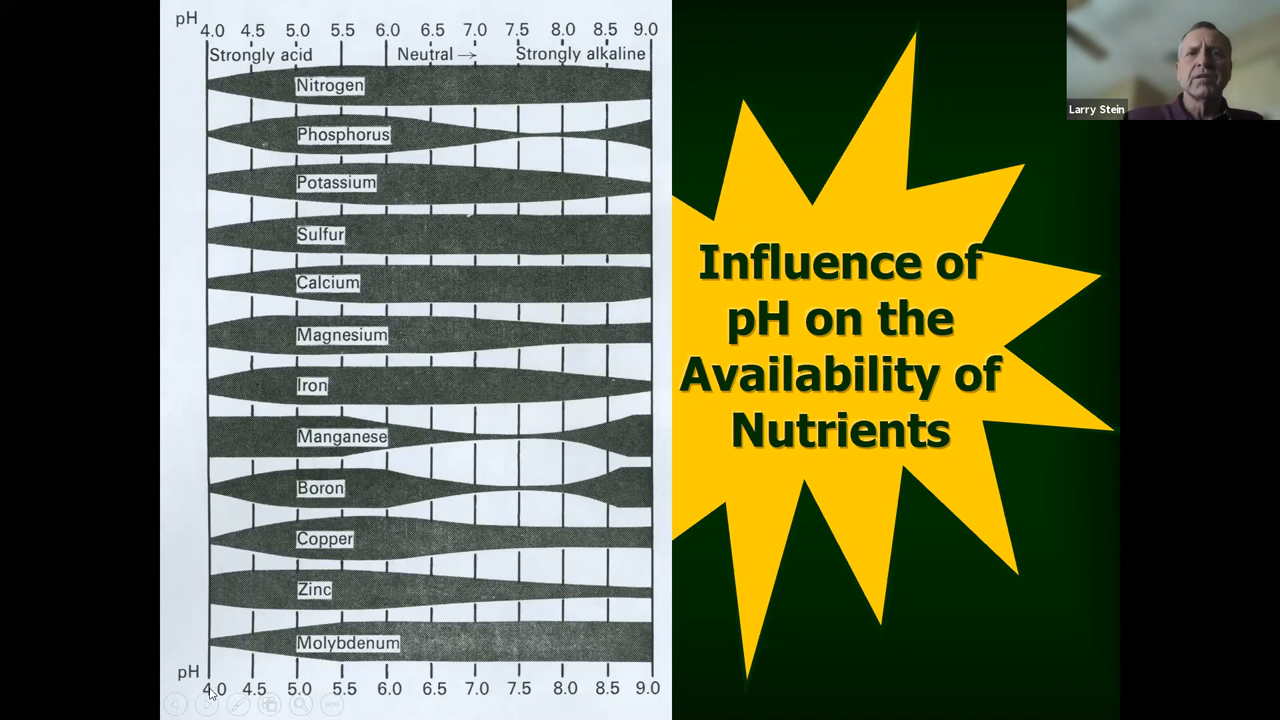 pH
4.0 4.5 5.0 5.5 6.0 6.5 7.0 7.5 8.0 8.5 9.0
Strongly acid Neutral → Strongly alkaline
Nitrogen
Phosphorus
Potassium
Sulfur
Calcium
Magnesium
Iron
Manganese
Boron
Copper
Zinc
Molybdenum
pH
4.0 4.5 5.0 5.5 6.0 6.5 7.0 7.5 8.0 8.5 9.0
Influence of
pH on the
Availability of
Nutrients
Larry Stein